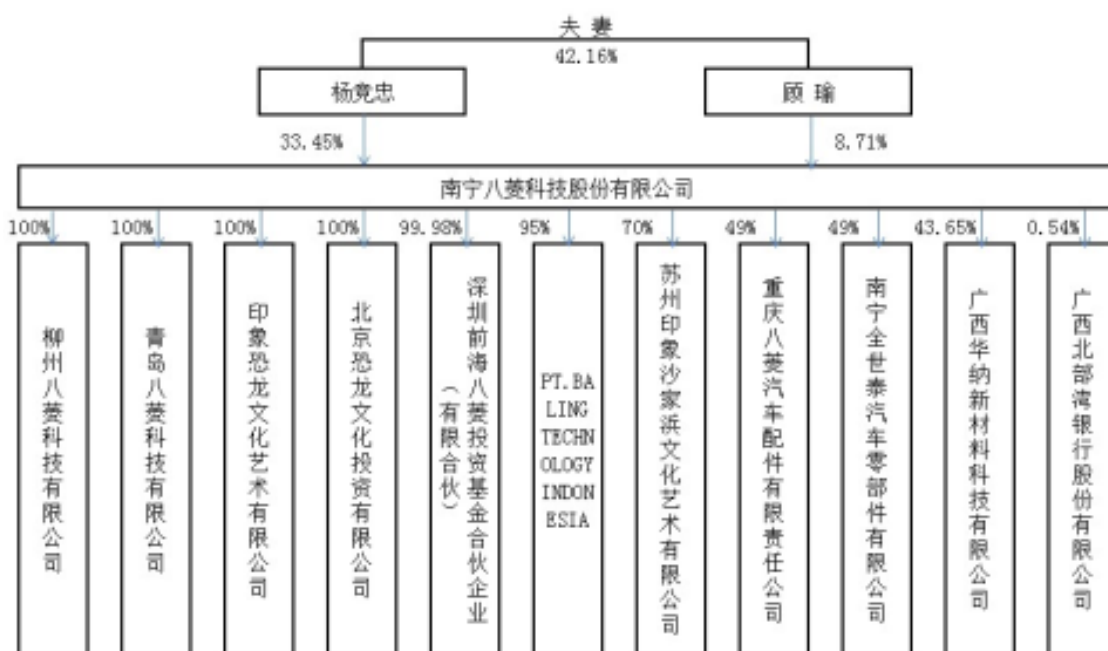 夫 妻
42.16%
杨竞忠
顾 瑜
33.45%
8.71%
南宁八菱科技股份有限公司
100%
100%
100%
100%
99.98%
95%
70%
49%
49%
43.65%
0.54%
柳州八菱科技有限公司
青岛八菱科技有限公司
印象恐龙文化艺术有限公司
北京恐龙文化投资有限公司
深圳前海八菱投资基金合伙企业
（有限合伙）
PT.BA
LING
TECHN
OLOGY
INDON
ESIA
苏州印象沙家浜文化艺术有限公司
重庆八菱汽车配件有限责任公司
南宁全世泰汽车零部件有限公司
广西华纳新材料科技有限公司
广西北部湾银行股份有限公司